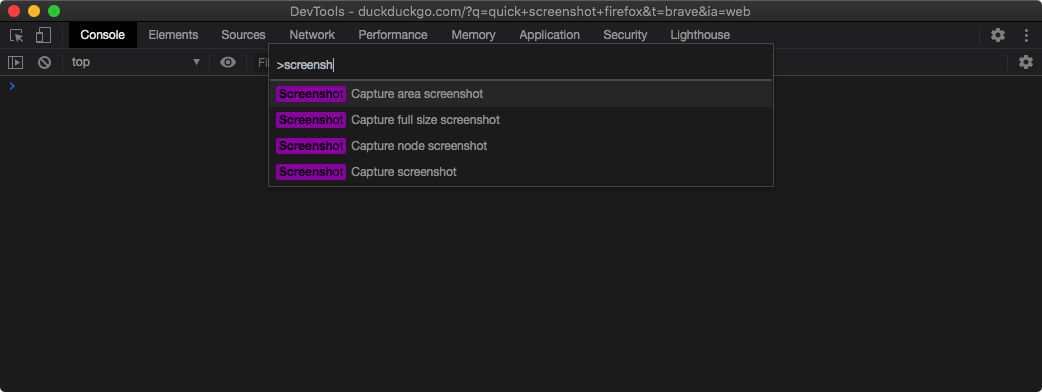 DevTools - duckduckgo.com/?q=quick+screenshot+firefox&t=brave&ia=web
Console Elements Sources Network Performance Memory Application Security Lighthouse
top
>screensh
Screenshot Capture area screenshot
Screenshot Capture full size screenshot
Screenshot Capture node screenshot
Screenshot Capture screenshot